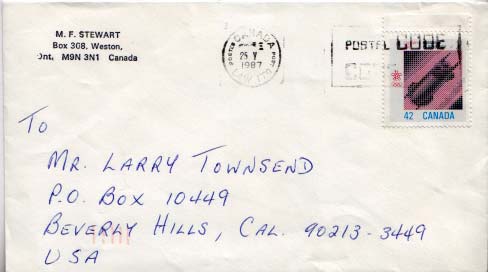 M. F. STEWART
Box 308, Weston,
Ont. M9N 3N1 Canada
CANADA
25 V
1987
POSTAL CODE
42 CANADA
To
MR. LARRY TOWNSEND
P.O. BOX 10449
BEVERLY HILLS, CAL. 90213-3449
USA